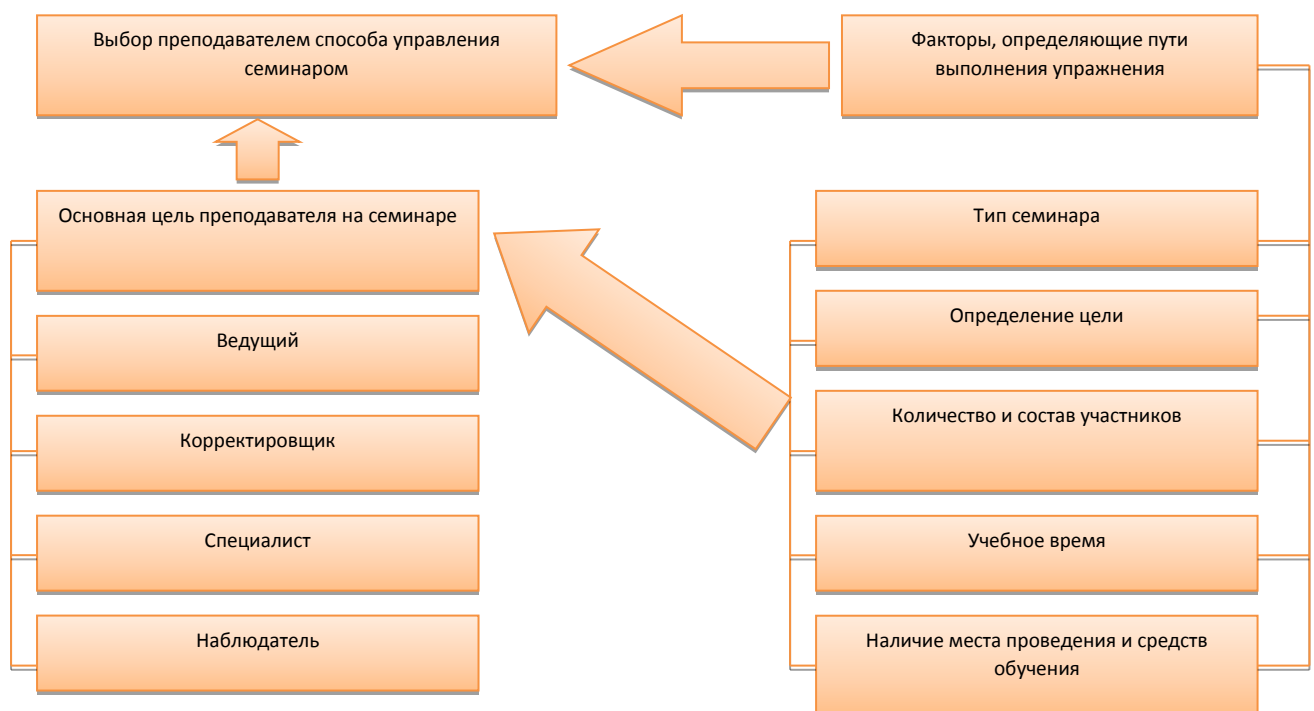 Выбор преподавателем способа управления
семинаром
Факторы, определяющие пути
выполнения упражнения
Основная цель преподавателя на семинаре
Ведущий
Корректировщик
Специалист
Наблюдатель
Тип семинара
Определение цели
Количество и состав участников
Учебное время
Наличие места проведения и средств
обучения